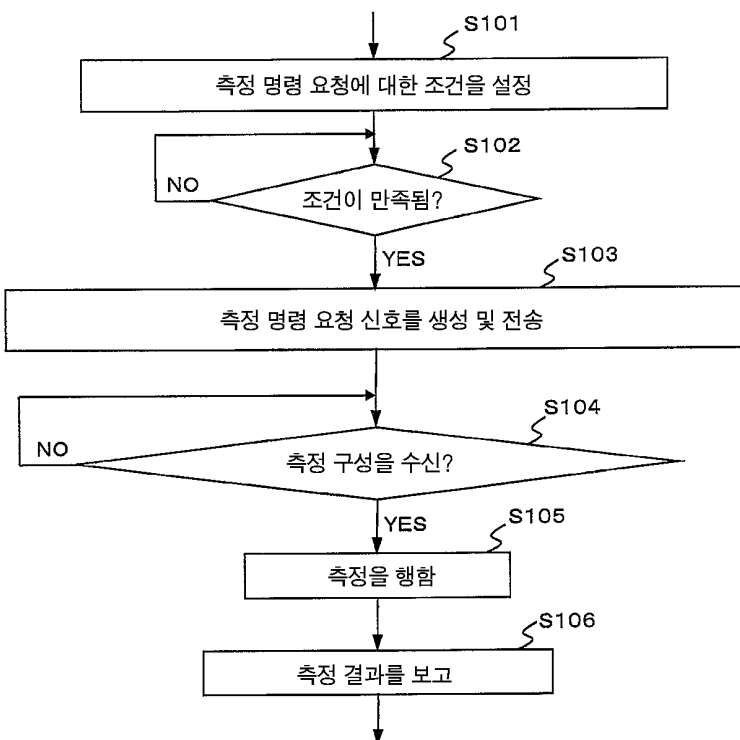 S101
측정 명령 요청에 대한 조건을 설정
S102
조건이 만족됨?
NO
YES
S103
측정 명령 요청 신호를 생성 및 전송
S104
측정 구성을 수신?
NO
YES
S105
측정을 행함
S106
측정 결과를 보고